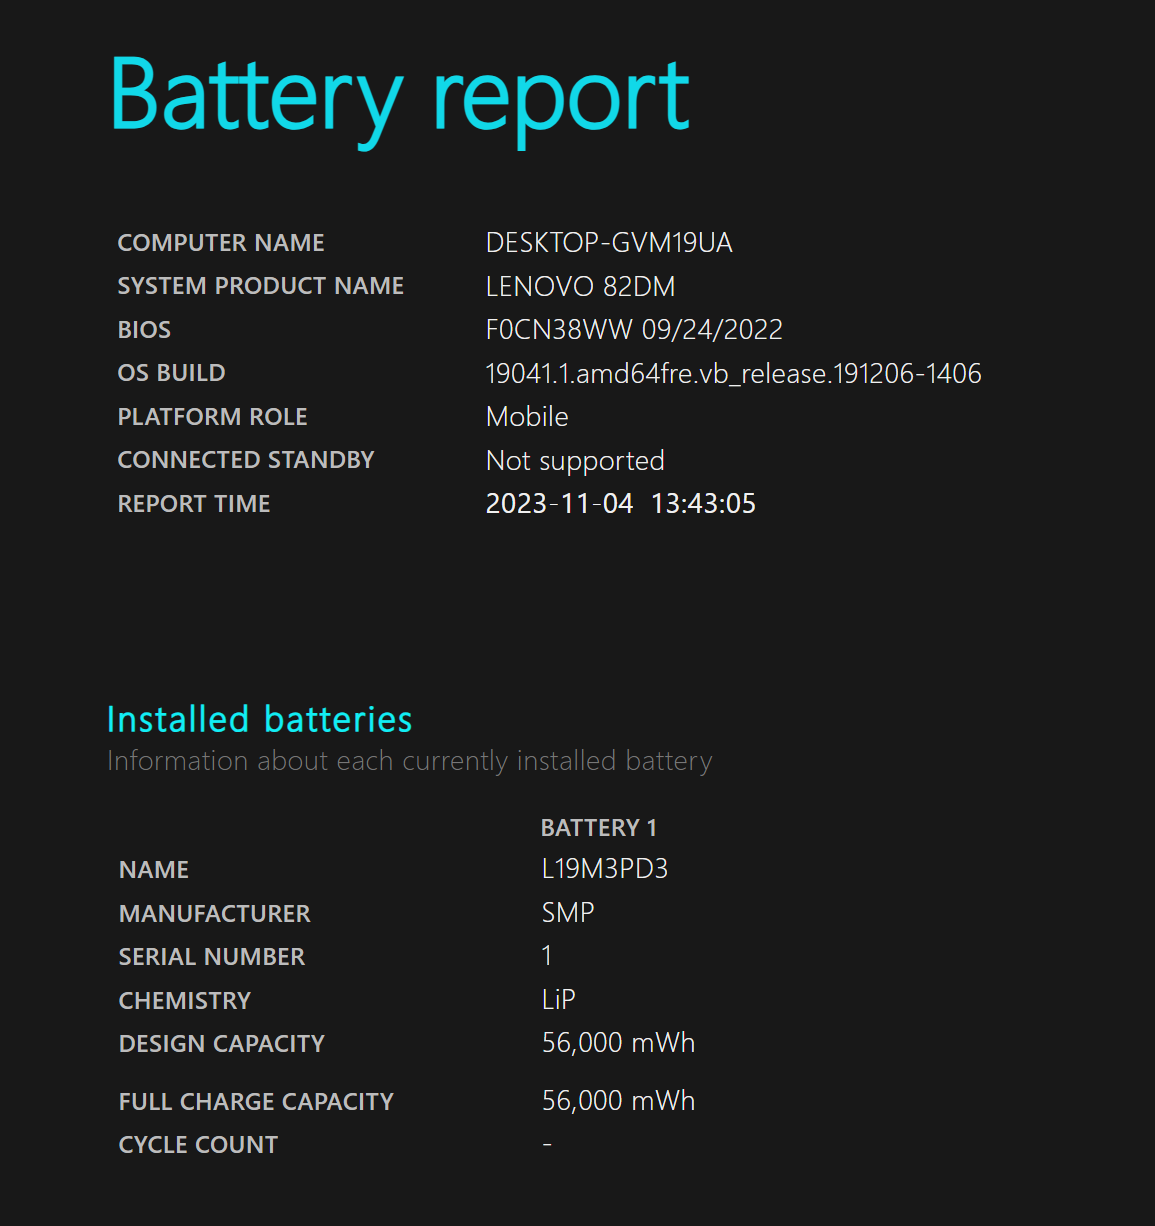 Battery report
COMPUTER NAME DESKTOP-GVM19UA
SYSTEM PRODUCT NAME LENOVO 82DM
BIOS F0CN38WW 09/24/2022
OS BUILD 19041.1.amd64fre.vb_release.191206-1406
PLATFORM ROLE Mobile
CONNECTED STANDBY Not supported
REPORT TIME 2023-11-04 13:43:05
Installed batteries
Information about each currently installed battery
BATTERY 1
NAME L19M3PD3
MANUFACTURER SMP
SERIAL NUMBER 1
CHEMISTRY LiP
DESIGN CAPACITY 56,000 mWh
FULL CHARGE CAPACITY 56,000 mWh
CYCLE COUNT -